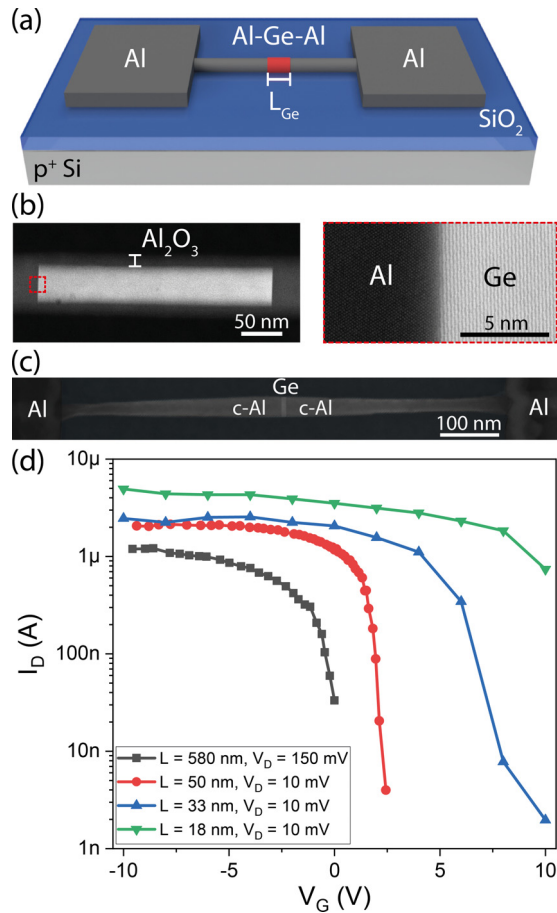 (a)
Al-Ge-Al
Al
Al
L_Ge
SiO₂
p⁺ Si
(b)
Al₂O₃
50 nm
Al
Ge
5 nm
(c)
Ge
Al
c-Al
c-Al
Al
100 nm
(d)
10µ
1µ
100n
10n
1n
I_D (A)
L = 580 nm, V_D = 150 mV
L = 50 nm, V_D = 10 mV
L = 33 nm, V_D = 10 mV
L = 18 nm, V_D = 10 mV
-10 -5 0 5 10
V_G (V)